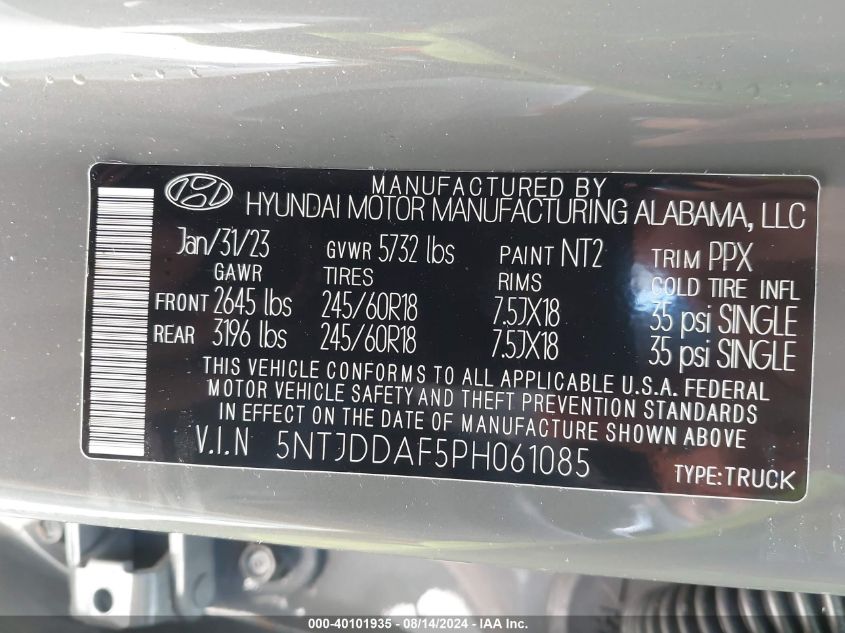 MANUFACTURED BY
HYUNDAI MOTOR MANUFACTURING ALABAMA, LLC
Jan/31/23 GVWR 5732 lbs PAINT NT2 TRIM PPX
GAWR TIRES RIMS COLD TIRE INFL
FRONT 2645 lbs 245/60R18 7.5JX18 35 psi SINGLE
REAR 3196 lbs 245/60R18 7.5JX18 35 psi SINGLE
THIS VEHICLE CONFORMS TO ALL APPLICABLE U.S.A. FEDERAL
MOTOR VEHICLE SAFETY AND THEFT PREVENTION STANDARDS
IN EFFECT ON THE DATE OF MANUFACTURE SHOWN ABOVE
V.I.N 5NTJDDAF5PH061085 TYPE:TRUCK
000-40101935 - 08/14/2024 - IAA Inc.